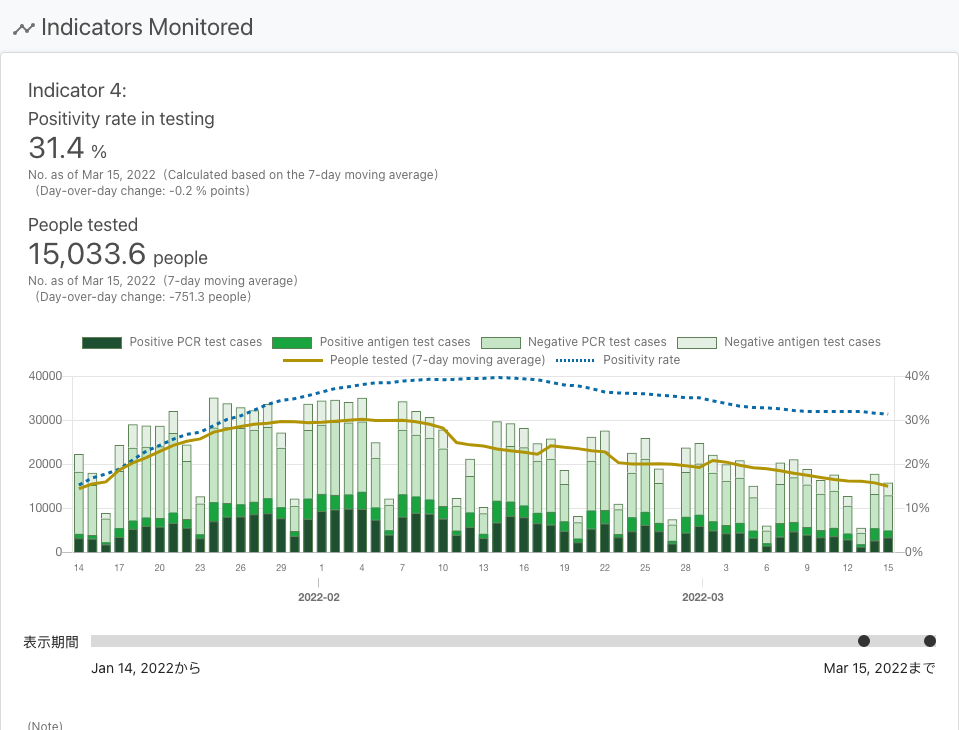 Indicators Monitored
Indicator 4:
Positivity rate in testing
31.4 %
No. as of Mar 15, 2022 (Calculated based on the 7-day moving average)
(Day-over-day change: -0.2 % points)
People tested
15,033.6 people
No. as of Mar 15, 2022 (7-day moving average)
(Day-over-day change: -751.3 people)
Positive PCR test cases Positive antigen test cases Negative PCR test cases Negative antigen test cases
People tested (7-day moving average) Positivity rate
40000 40%
30000 30%
20000 20%
10000 10%
0 0%
14 17 20 23 26 29 1 4 7 10 13 16 19 22 25 28 3 6 9 12 15
2022-02 2022-03
表示期間
Jan 14, 2022から Mar 15, 2022まで
(Note)